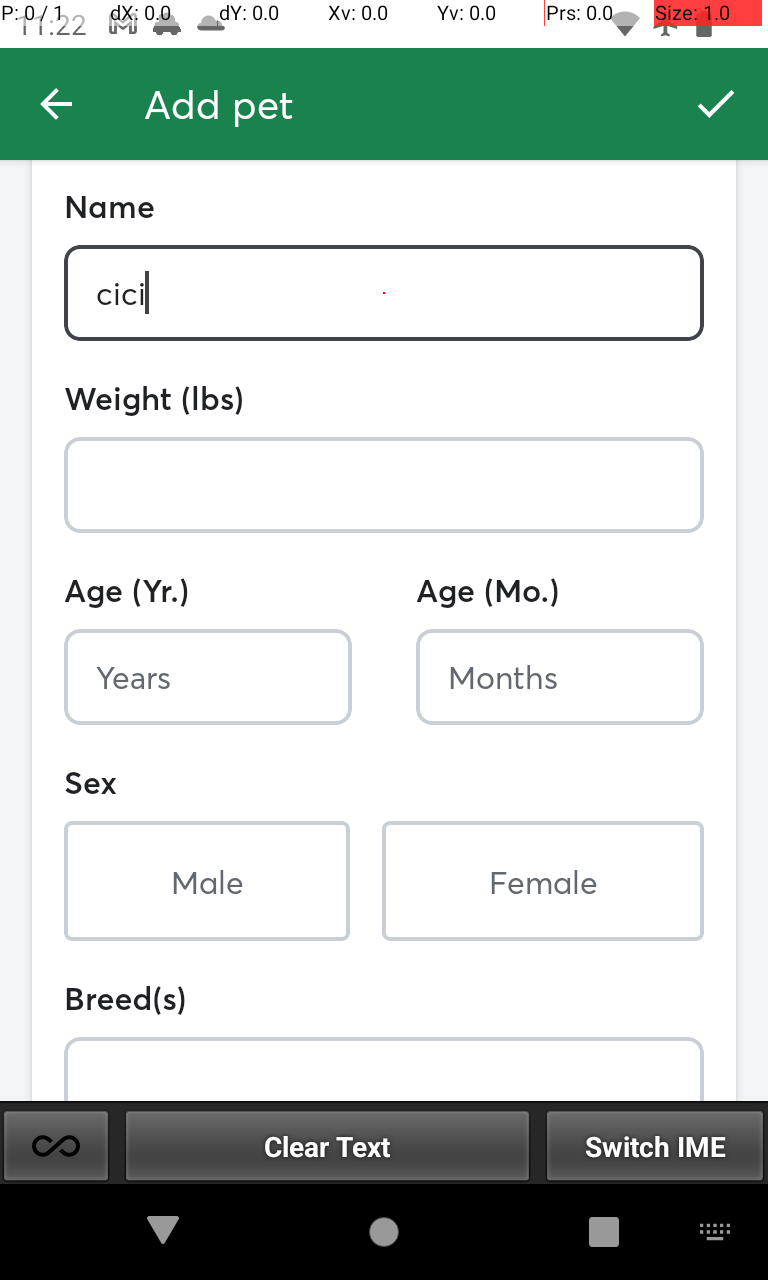 P: 0 / 1 dX: 0.0 dY: 0.0 Xv: 0.0 Yv: 0.0 Prs: 0.0 Size: 1.0
11:22
Add pet
Name
cici
Weight (lbs)
Age (Yr.) Age (Mo.)
Years Months
Sex
Male Female
Breed(s)
Clear Text Switch IME